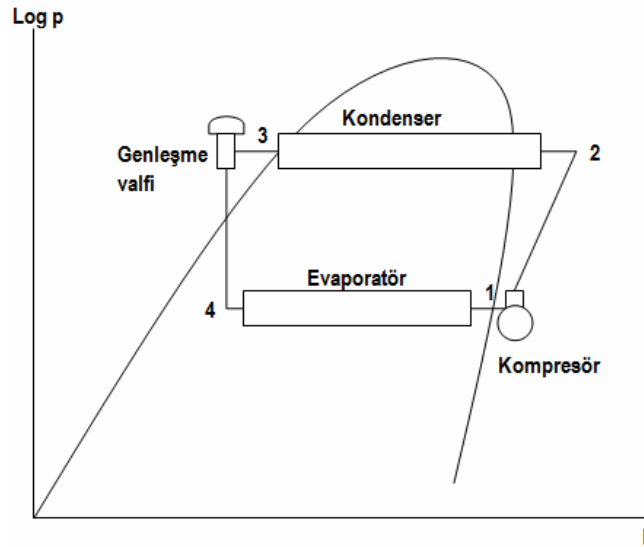 Log p
Kondenser
3
2
Genleşme
valfi
Evaporatör
1
4
Kompresör